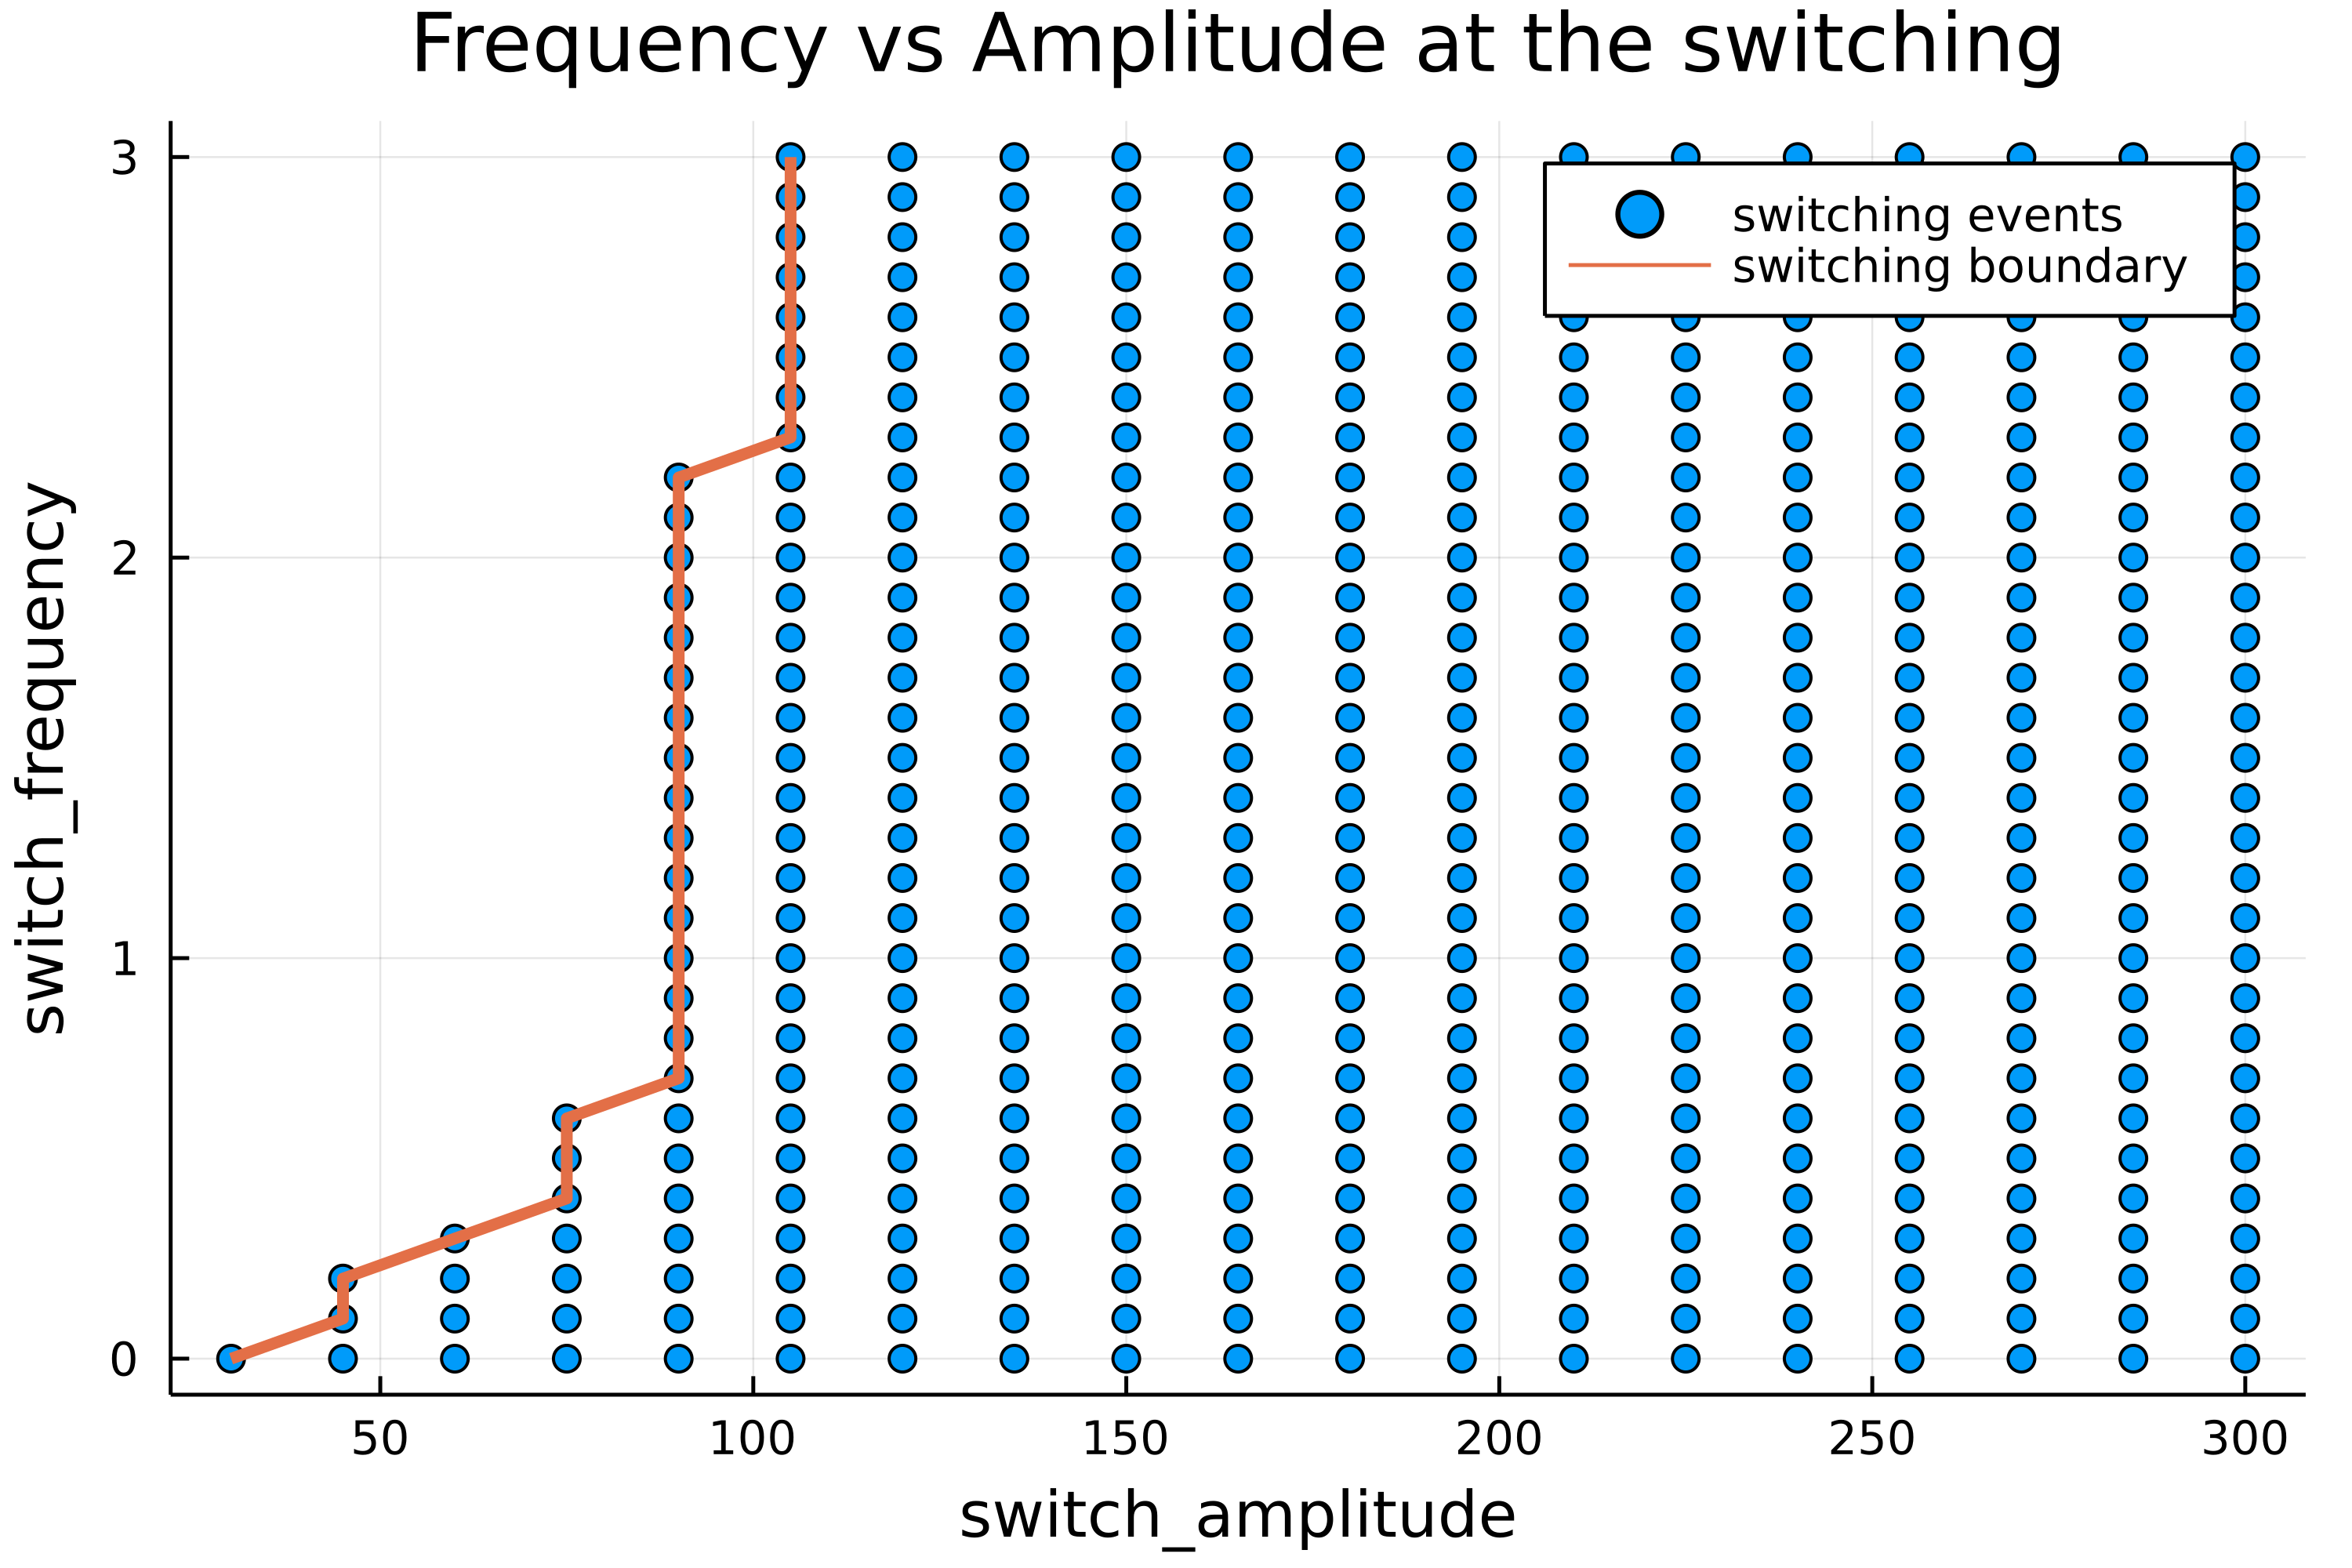 Frequency vs Amplitude at the switching
switching events
switching boundary
switch_frequency
3
2
1
0
50 100 150 200 250 300
switch_amplitude